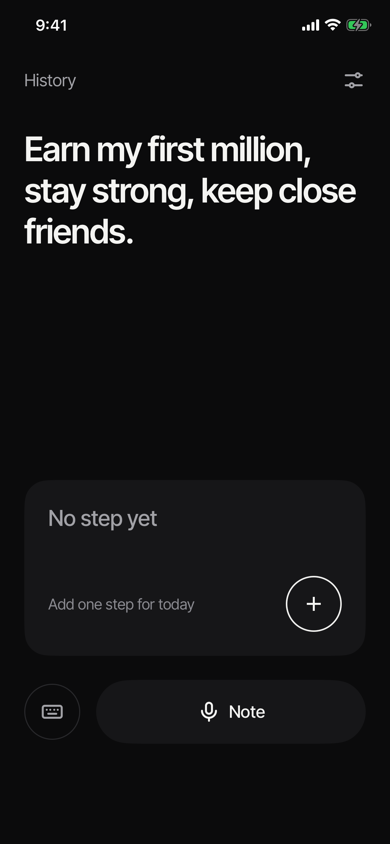 9:41
History
Earn my first million,
stay strong, keep close
friends.
No step yet
Add one step for today
Note